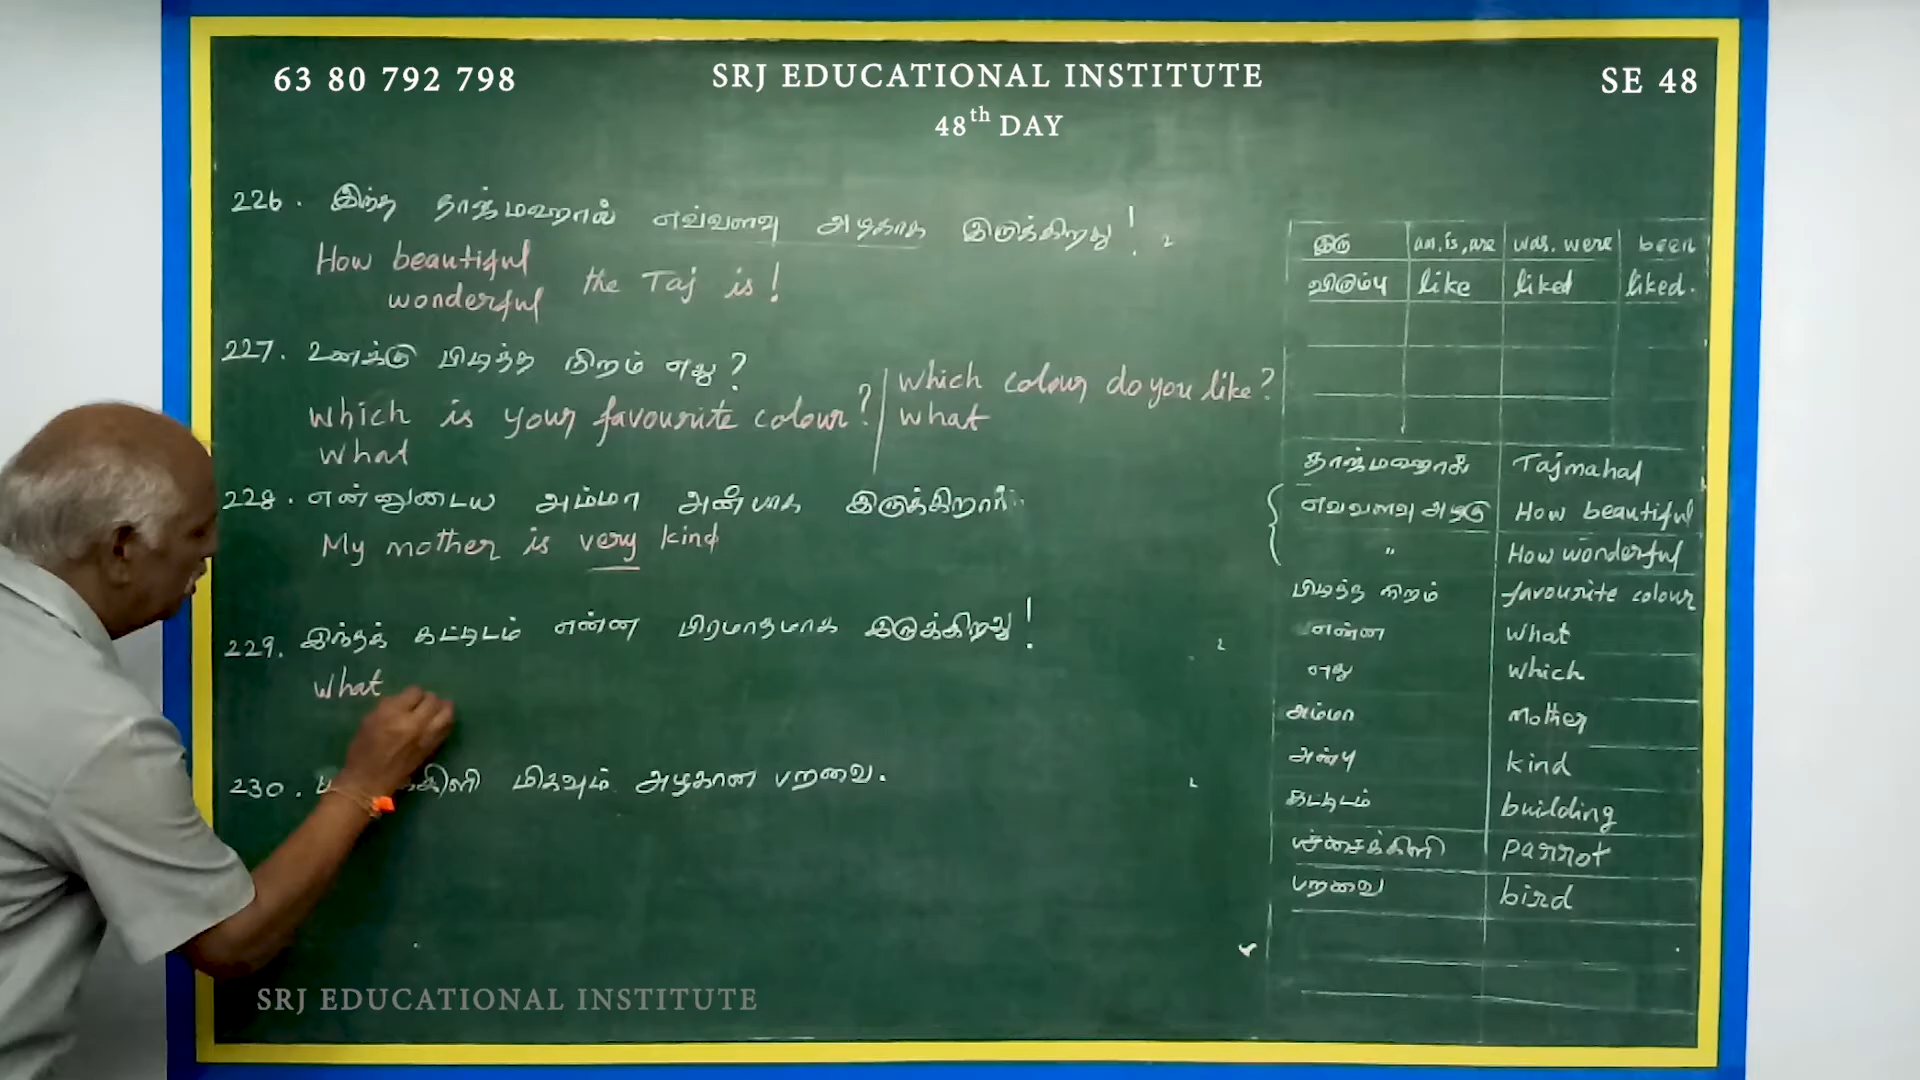 63 80 792 798
SRJ EDUCATIONAL INSTITUTE
SE 48
48th DAY
226. இந்த தாஜ்மஹால் எவ்வளவு அழகாக இருக்கிறது!
How beautiful the Taj is!
wonderful
227. உனக்கு பிடித்த நிறம் எது?
Which is your favourite colour?
What
Which colour do you like?
What
228. என்னுடைய அம்மா அன்பாக இருக்கிறார்
My mother is very kind
229. இந்தக் கட்டிடம் என்ன பிரமாதமாக இருக்கிறது!
What
230. மிகவும் அழகான பறவை.
இரு am, is, are was. were been
விரும்பு like liked liked.
தாஜ்மஹால் Tajmahal
எவ்வளவு அழகு How beautiful
" How wonderful
பிடித்த நிறம் favourite colour
என்ன What
எது Which
அம்மா Mother
அன்பு kind
கட்டிடம் building
பச்சைக்கிளி parrot
பறவை bird
SRJ EDUCATIONAL INSTITUTE